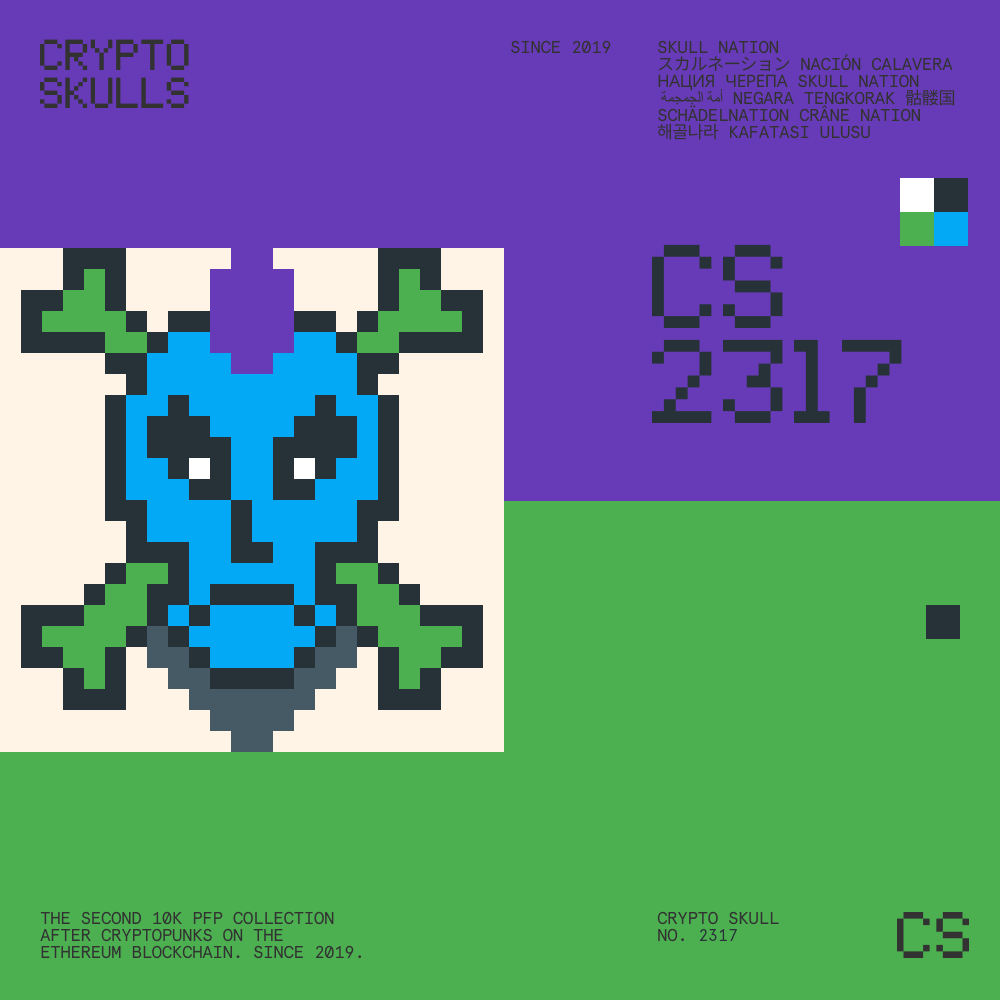 CRYPTO
SKULLS
SINCE 2019
SKULL NATION
スカルネーション NACIÓN CALAVERA
НАЦИЯ ЧЕРЕПА SKULL NATION
أمة الجمجمة NEGARA TENGKORAK 骷髅国
SCHÄDELNATION CRÂNE NATION
해골나라 KAFATASI ULUSU
CS
2317
THE SECOND 10K PFP COLLECTION
AFTER CRYPTOPUNKS ON THE
ETHEREUM BLOCKCHAIN. SINCE 2019.
CRYPTO SKULL
NO. 2317
CS